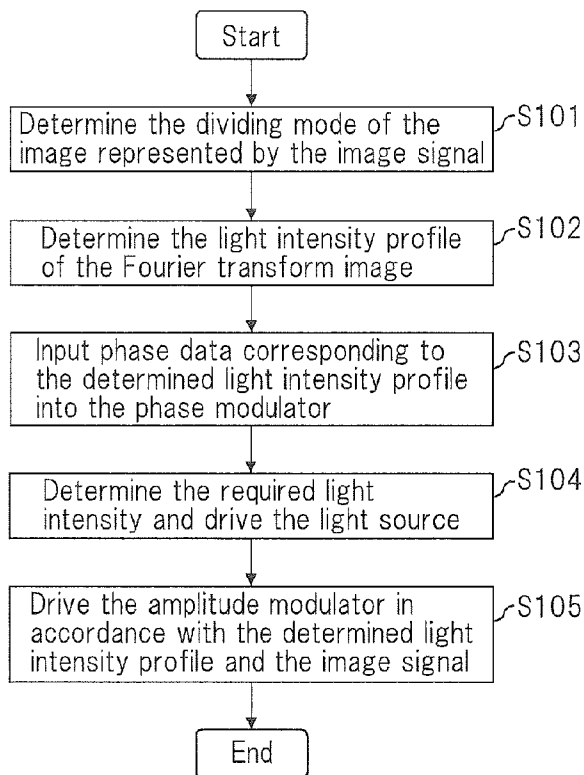 Start
Determine the dividing mode of the
image represented by the image signal
S101
Determine the light intensity profile
of the Fourier transform image
S102
Input phase data corresponding to
the determined light intensity profile
into the phase modulator
S103
Determine the required light
intensity and drive the light source
S104
Drive the amplitude modulator in
accordance with the determined light
intensity profile and the image signal
S105
End